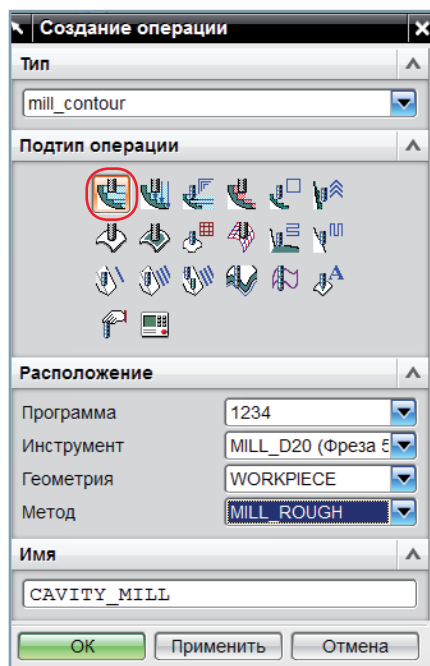 Создание операции
Тип
mill_contour
Подтип операции
A
Расположение
Программа 1234
Инструмент MILL_D20 (Фреза 5
Геометрия WORKPIECE
Метод MILL_ROUGH
Имя
CAVITY_MILL
OK Применить Отмена